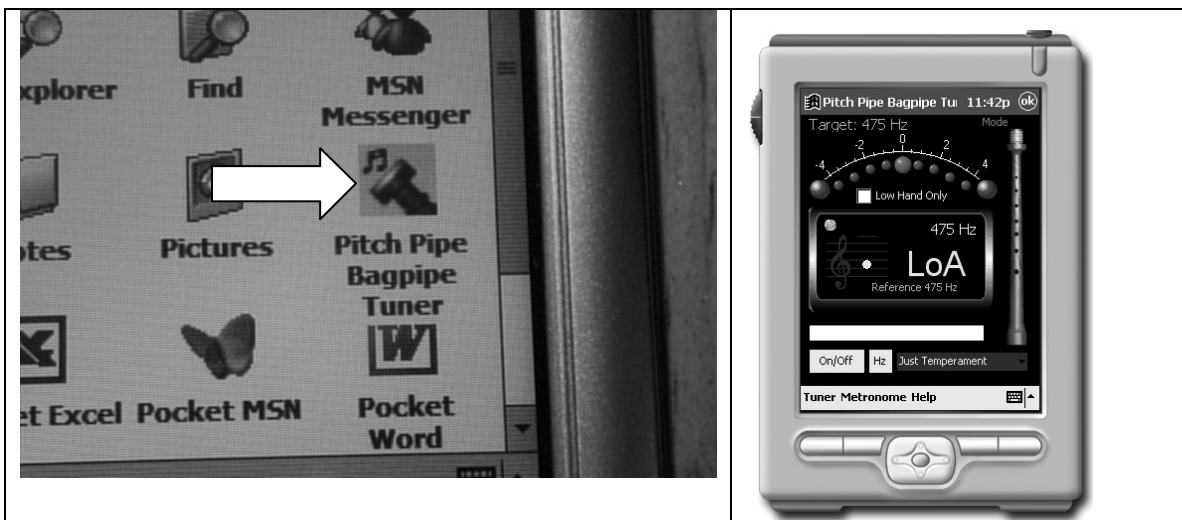 xplorer
Find
MSN
Messenger
otes
Pictures
Pitch Pipe
Bagpipe
Tuner
et Excel
Pocket MSN
Pocket
Word
Pitch Pipe Bagpipe Tui 11:42p ok
Target: 475 Hz
Mode
-4 -2 0 2 4
Low Hand Only
475 Hz
LoA
Reference 475 Hz
On/Off Hz Just Temperament
Tuner Metronome Help